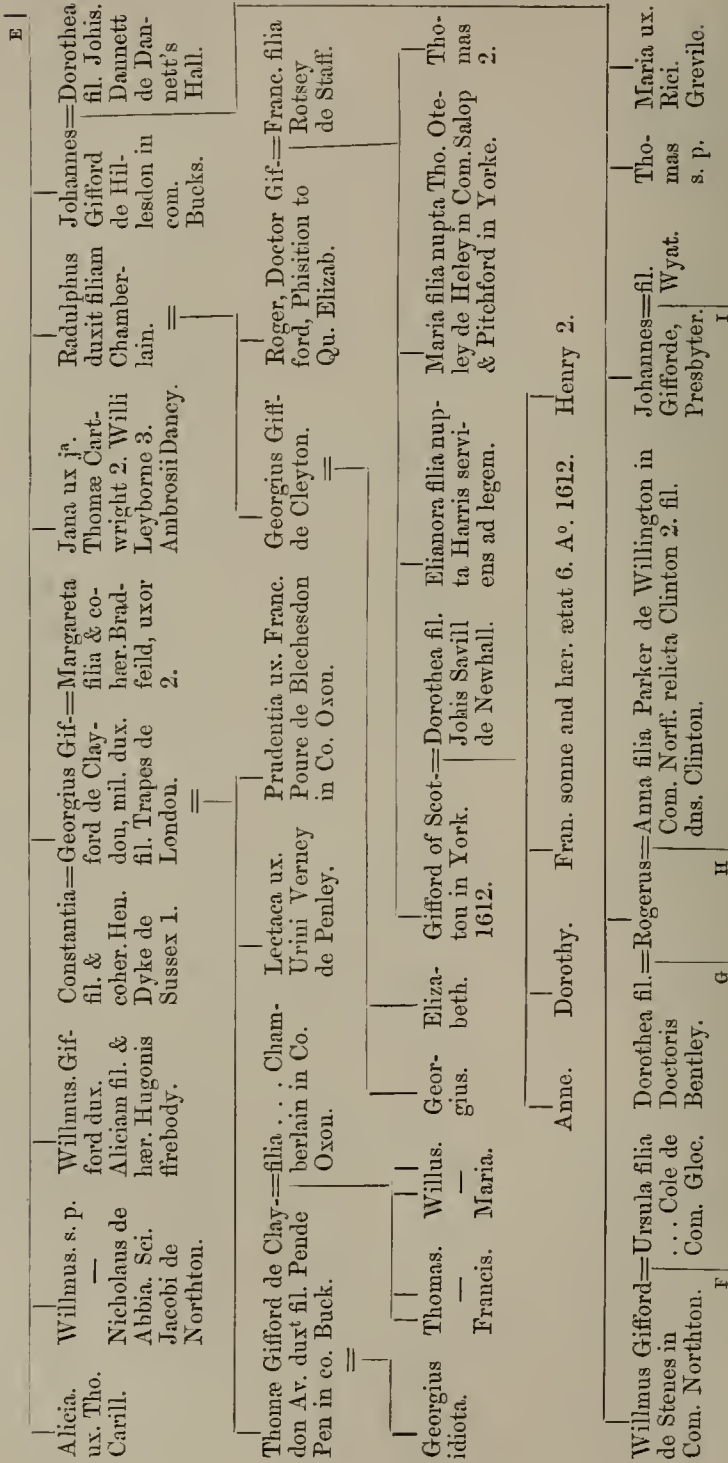 E
Alicia.
ux. Tho.
Carill.
Willmus. s. p.
—
Nicholaus de
Abbia. Sci.
Jacobi de
Northton.
Willmus. Gif-
ford dux.
Aliciam fil. &
hær. Hugonis
ffrebody.
Constantia=
fil. &
coher. Hen.
Dyke de
Sussex 1.
Georgius Gif-=
ford de Clay-
dou, mil. dux.
fil. Trapes de
London.
Margareta
filia & co-
hær. Brad-
feild, uxor
2.
Jana ux jª.
Thomæ Cart-
wright 2. Willi
Leyborne 3.
Ambrosii Dancy.
Radulphus
duxit filiam
Chamber-
lain.
Johannes=
Gifford
de Hil-
lesdon in
com.
Bucks.
Dorothea
fil. Johis.
Dannett
de Dan-
nett's
Hall.
Thomæ Gifford de Clay-=
don Av. duxᵗ fil. Pende
Pen in co. Buck.
filia . . . Cham-
berlain in Co.
Oxon.
Lectaca ux.
Urini Verney
de Penley.
Prudentia ux. Franc.
Poure de Blechesdon
in Co. Oxon.
Georgius Giff-
de Cleyton.
Roger, Doctor Gif-=
ford, Phisition to
Qu. Elizab.
Franc. filia
Rotsey
de Staff.
Georgius
idiota.
Thomas.
—
Francis.
Willus.
—
Maria.
Geor-
gius.
Eliza-
beth.
Gifford of Scot-=
tou in York.
1612.
Dorothea fil.
Johis Savill
de Newhall.
Elianora filia nup-
ta Harris servi-
ens ad legem.
Maria filia nupta Tho. Ote-
ley de Heley in Com. Salop
& Pitchford in Yorke.
Tho-
mas
2.
Anne.
Dorothy.
Fran. sonne and hær. ætat 6. Aº. 1612.
Henry 2.
Willmus Gifford=
de Stenes in
Com. Northton.
Ursula filia
. . . Cole de
Com. Gloc.
Dorothea fil.=
Doctoris
Bentley.
Rogerus=
Anna filia Parker de Willington in
Com. Norff. relicta Clinton 2. fil.
dns. Clinton.
Johannes=
Gifforde,
Presbyter.
fil.
Wyat.
Tho-
mas
s. p.
Maria ux.
Rici.
Grevile.
F
G
H
I